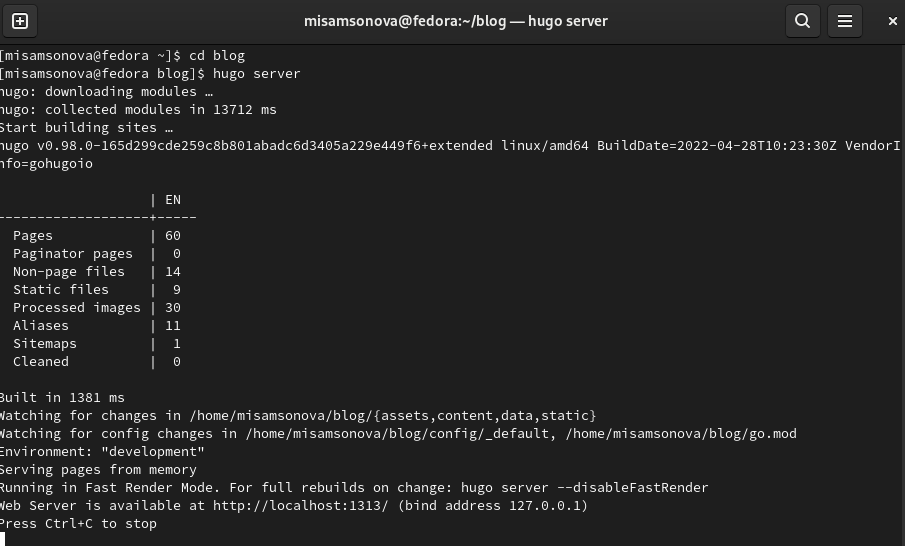 misamsonova@fedora:~/blog — hugo server
[misamsonova@fedora ~]$ cd blog
[misamsonova@fedora blog]$ hugo server
hugo: downloading modules …
hugo: collected modules in 13712 ms
Start building sites …
hugo v0.98.0-165d299cde259c8b801abadc6d3405a229e449f6+extended linux/amd64 BuildDate=2022-04-28T10:23:30Z VendorI
nfo=gohugoio
                   | EN
-------------------+-----
  Pages            | 60
  Paginator pages  |  0
  Non-page files   | 14
  Static files     |  9
  Processed images | 30
  Aliases          | 11
  Sitemaps         |  1
  Cleaned          |  0
Built in 1381 ms
Watching for changes in /home/misamsonova/blog/{assets,content,data,static}
Watching for config changes in /home/misamsonova/blog/config/_default, /home/misamsonova/blog/go.mod
Environment: "development"
Serving pages from memory
Running in Fast Render Mode. For full rebuilds on change: hugo server --disableFastRender
Web Server is available at http://localhost:1313/ (bind address 127.0.0.1)
Press Ctrl+C to stop